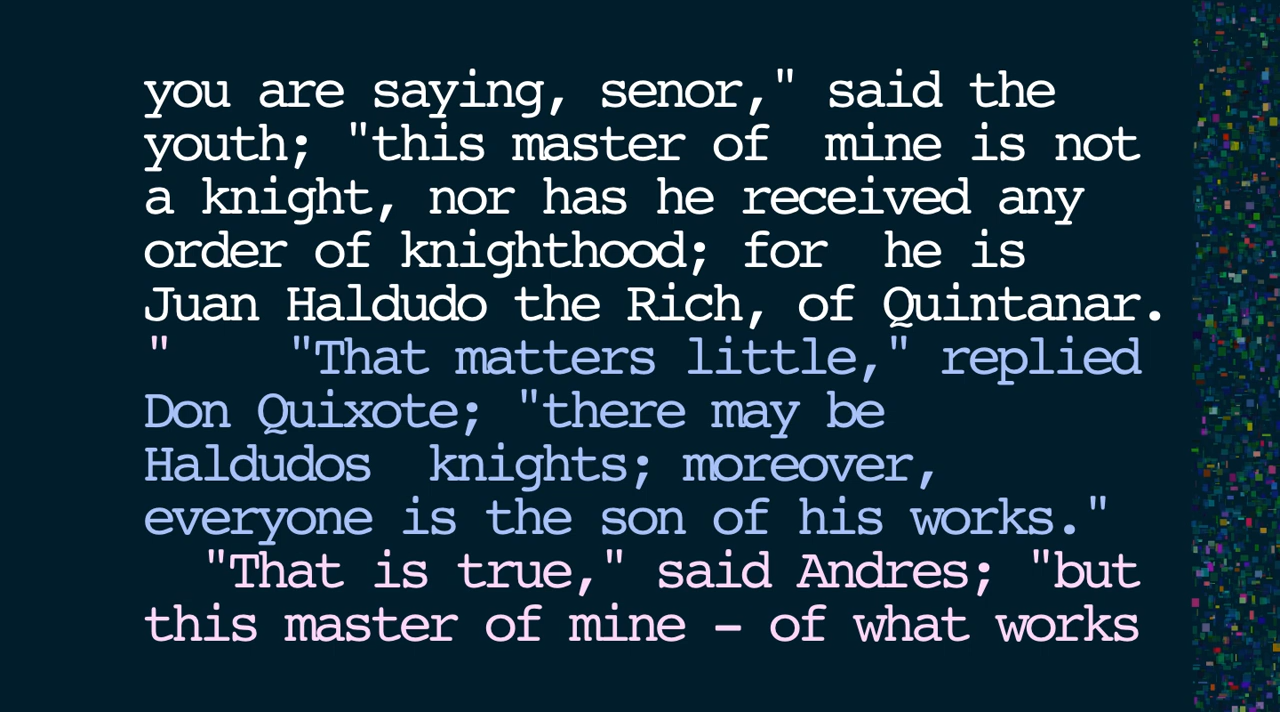 you are saying, senor," said the
youth; "this master of  mine is not
a knight, nor has he received any
order of knighthood; for  he is
Juan Haldudo the Rich, of Quintanar.
"    "That matters little," replied
Don Quixote; "there may be
Haldudos  knights; moreover,
everyone is the son of his works."
  "That is true," said Andres; "but
this master of mine – of what works